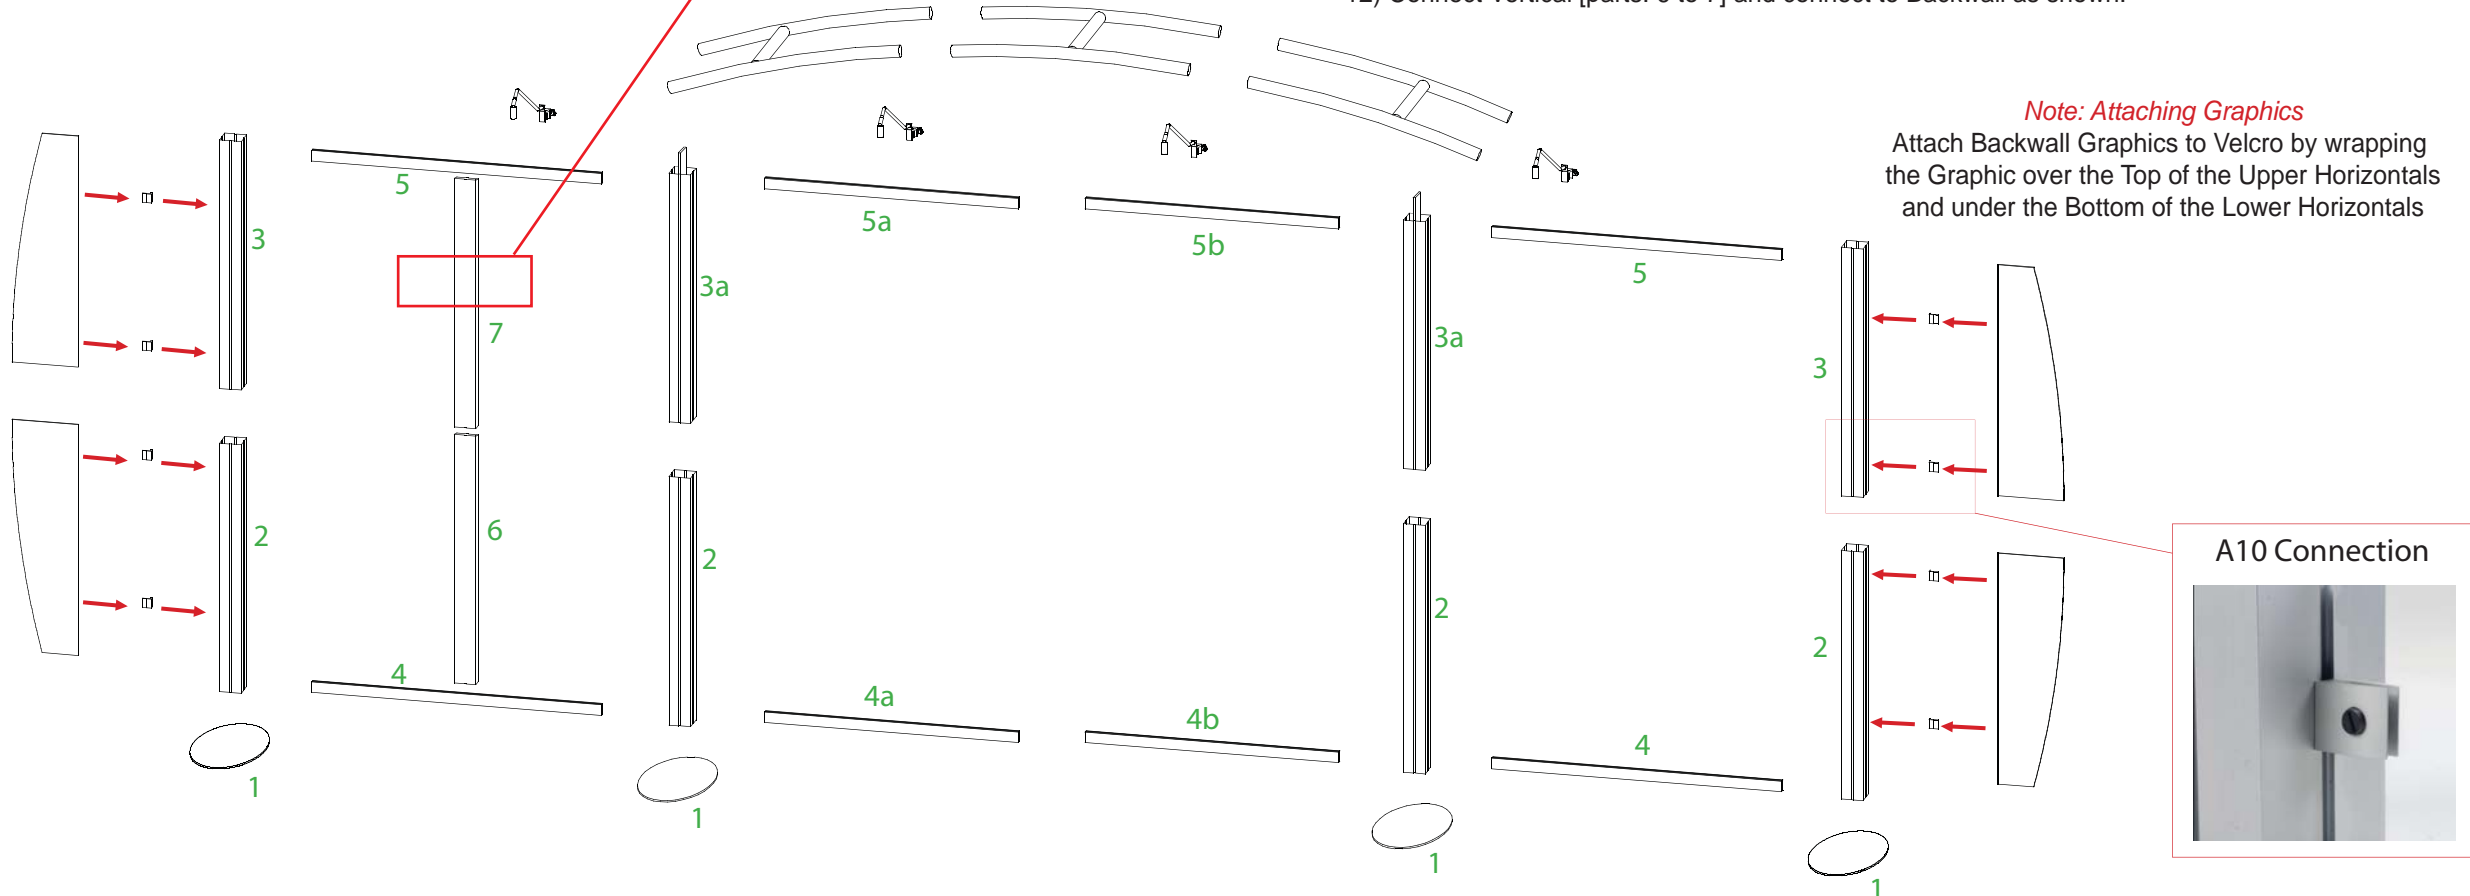 Note: Attaching Graphics
Attach Backwall Graphics to Velcro by wrapping
the Graphic over the Top of the Upper Horizontals
and under the Bottom of the Lower Horizontals
5
3
5a
5b
3a
5
7
3a
3
2
6
2
2
2
A10 Connection
4
4a
4b
4
1
1
1
1